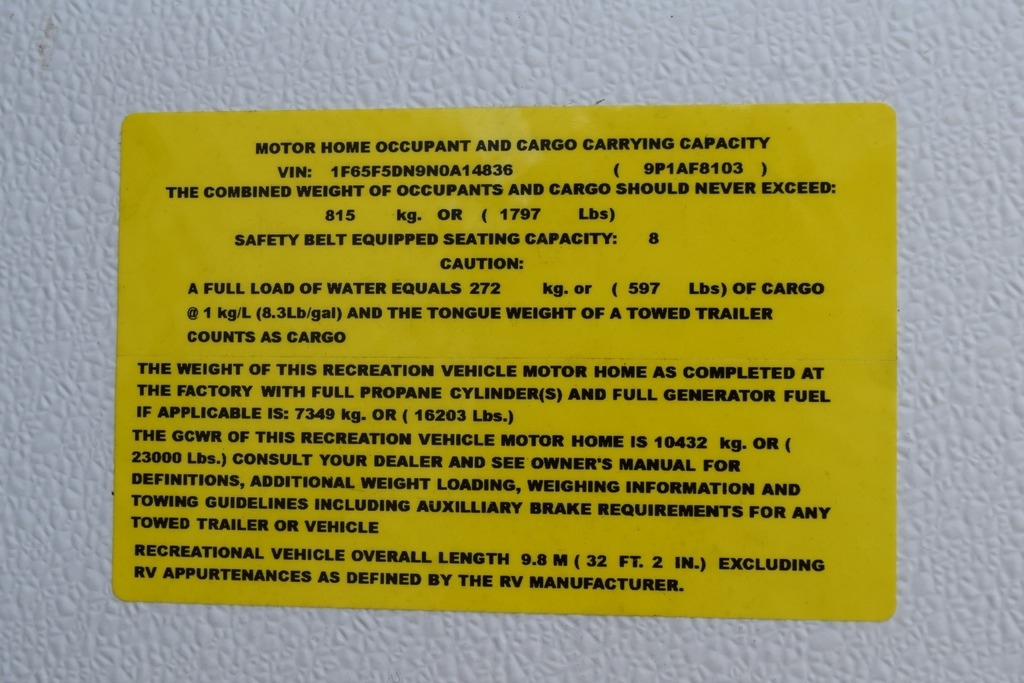 MOTOR HOME OCCUPANT AND CARGO CARRYING CAPACITY
VIN: 1F65F5DN9N0A14836 ( 9P1AF8103 )
THE COMBINED WEIGHT OF OCCUPANTS AND CARGO SHOULD NEVER EXCEED:
815 kg. OR ( 1797 Lbs)
SAFETY BELT EQUIPPED SEATING CAPACITY: 8
CAUTION:
A FULL LOAD OF WATER EQUALS 272 kg. or ( 597 Lbs) OF CARGO
@ 1 kg/L (8.3Lb/gal) AND THE TONGUE WEIGHT OF A TOWED TRAILER
COUNTS AS CARGO
THE WEIGHT OF THIS RECREATION VEHICLE MOTOR HOME AS COMPLETED AT
THE FACTORY WITH FULL PROPANE CYLINDER(S) AND FULL GENERATOR FUEL
IF APPLICABLE IS: 7349 kg. OR ( 16203 Lbs.)
THE GCWR OF THIS RECREATION VEHICLE MOTOR HOME IS 10432 kg. OR (
23000 Lbs.) CONSULT YOUR DEALER AND SEE OWNER'S MANUAL FOR
DEFINITIONS, ADDITIONAL WEIGHT LOADING, WEIGHING INFORMATION AND
TOWING GUIDELINES INCLUDING AUXILLIARY BRAKE REQUIREMENTS FOR ANY
TOWED TRAILER OR VEHICLE
RECREATIONAL VEHICLE OVERALL LENGTH 9.8 M ( 32 FT. 2 IN.) EXCLUDING
RV APPURTENANCES AS DEFINED BY THE RV MANUFACTURER.